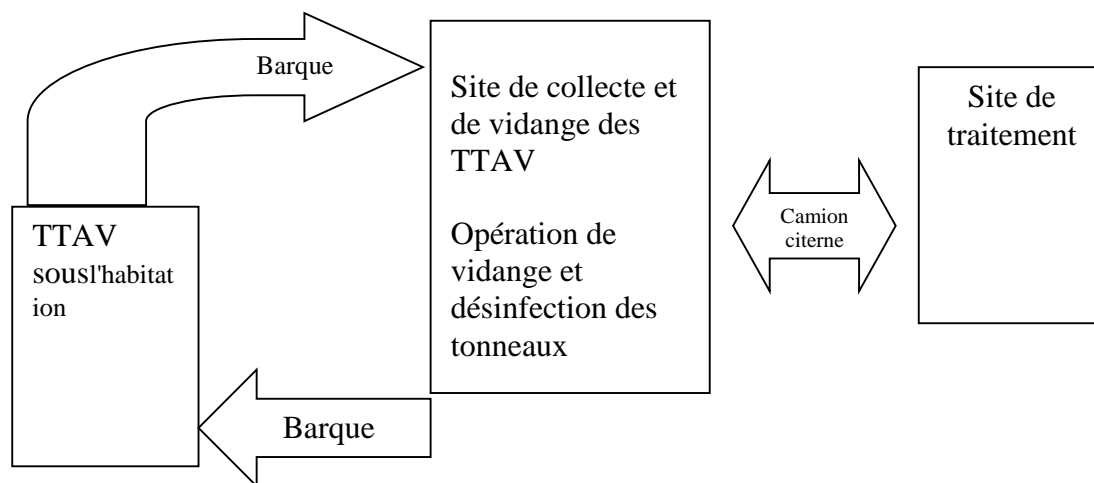 Barque
Site de collecte et
de vidange des
TTAV
Opération de
vidange et
désinfection des
tonneaux
Site de
traitement
Camion
citerne
TTAV
sousl'habitat
ion
Barque